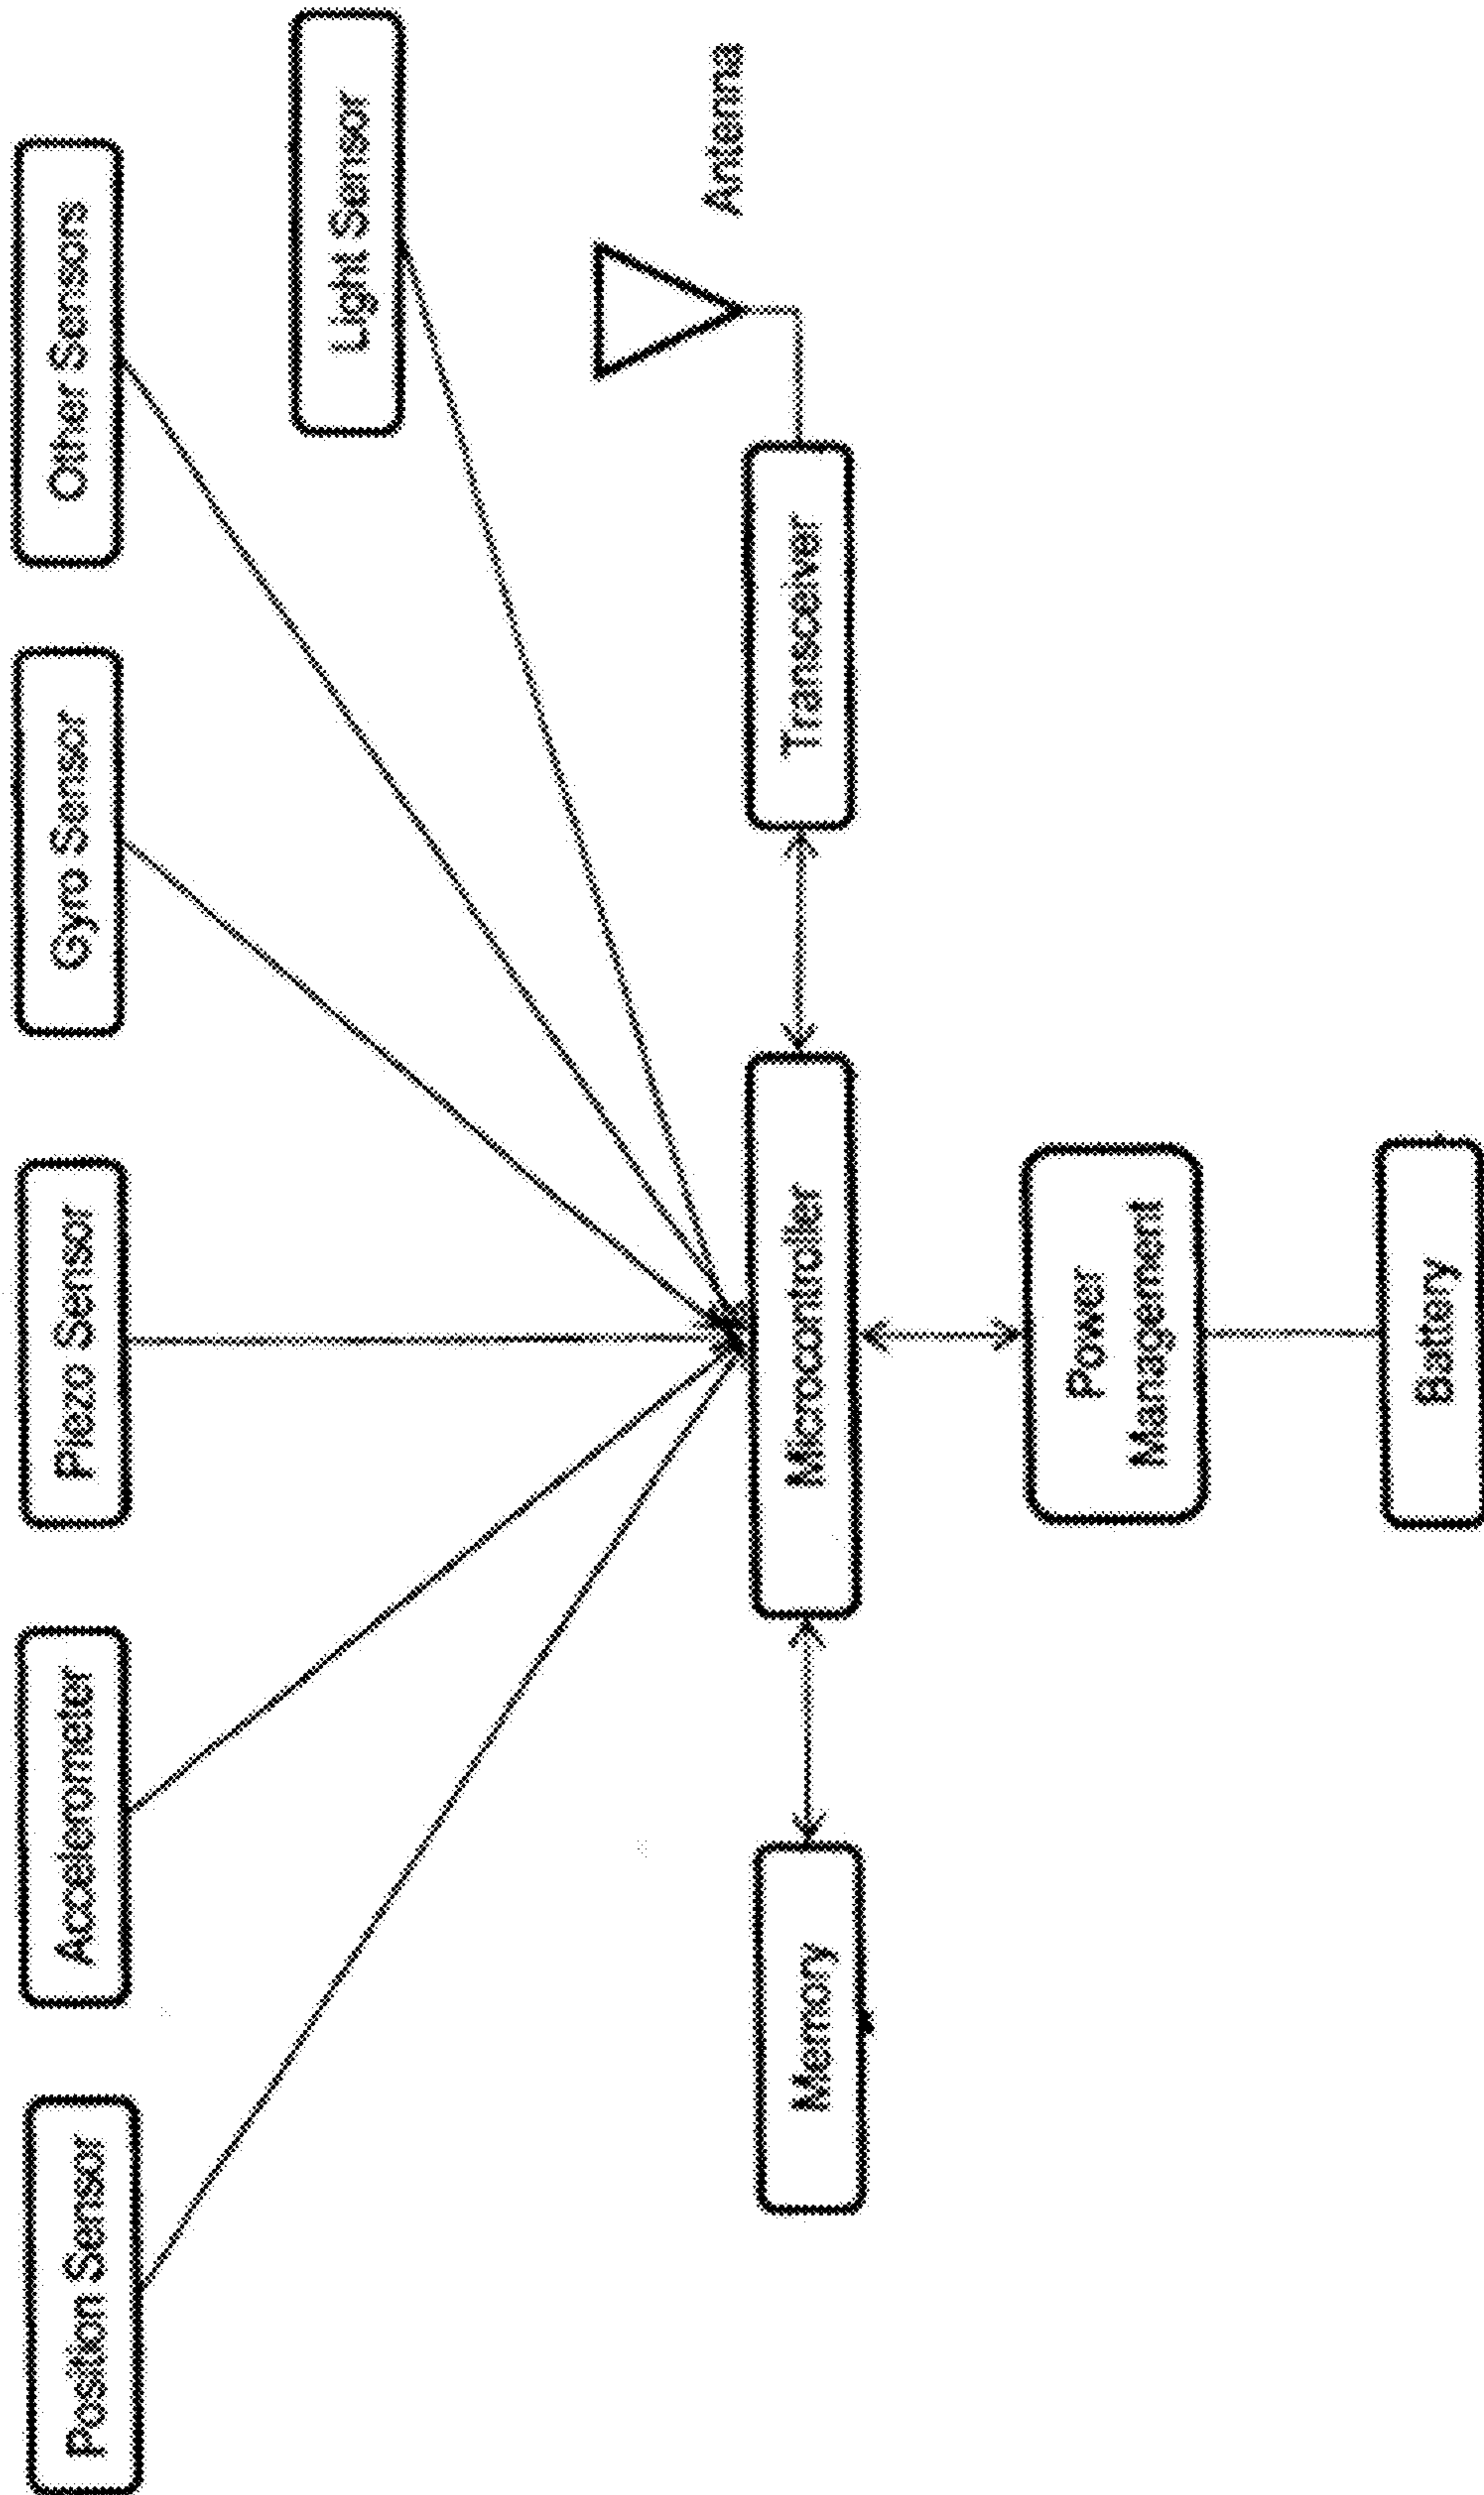 Position Sensor
Accelerometer
Piezo Sensor
Gyro Sensor
Other Sensors
Light Sensor
Antenna
Memory
Microcontroller
Transceiver
Power
Management
Battery